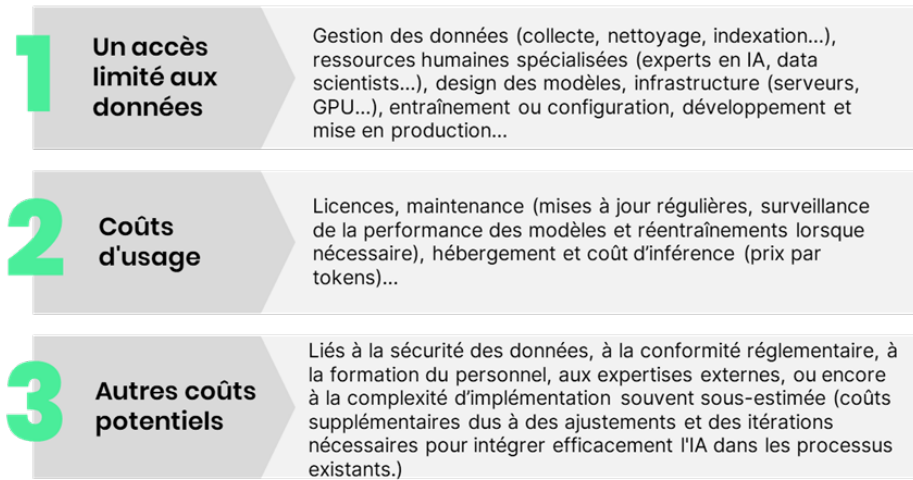 1
Un accès
limité aux
données
Gestion des données (collecte, nettoyage, indexation...),
ressources humaines spécialisées (experts en IA, data
scientists...), design des modèles, infrastructure (serveurs,
GPU...), entraînement ou configuration, développement et
mise en production...
2
Coûts
d'usage
Licences, maintenance (mises à jour régulières, surveillance
de la performance des modèles et réentraînements lorsque
nécessaire), hébergement et coût d’inférence (prix par
tokens)...
3
Autres coûts
potentiels
Liés à la sécurité des données, à la conformité réglementaire, à
la formation du personnel, aux expertises externes, ou encore
à la complexité d’implémentation souvent sous-estimée (coûts
supplémentaires dus à des ajustements et des itérations
nécessaires pour intégrer efficacement l'IA dans les processus
existants.)